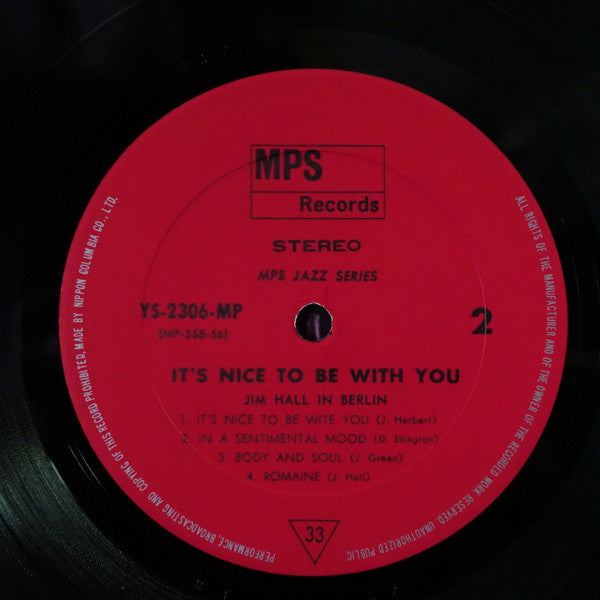 MPS
Records
STEREO
MPS JAZZ SERIES
YS-2306-MP
(MP-358-56)
2
IT'S NICE TO BE WITH YOU
JIM HALL IN BERLIN
1. IT'S NICE TO BE WITE YOU (J. Herbert)
2. IN A SENTIMENTAL MOOD (D. Ellington)
3. BODY AND SOUL (J. Green)
4. ROMAINE (J. Hall)
33
ALL RIGHTS OF THE MANUFACTURER AND OF THE OWNER OF THE RECORDED WORK RESERVED. UNAUTHORIZED PUBLIC PERFORMANCE, BROADCASTING AND COPYING OF THIS RECORD PROHIBITED. MADE BY NIPPON COLUMBIA CO., LTD.